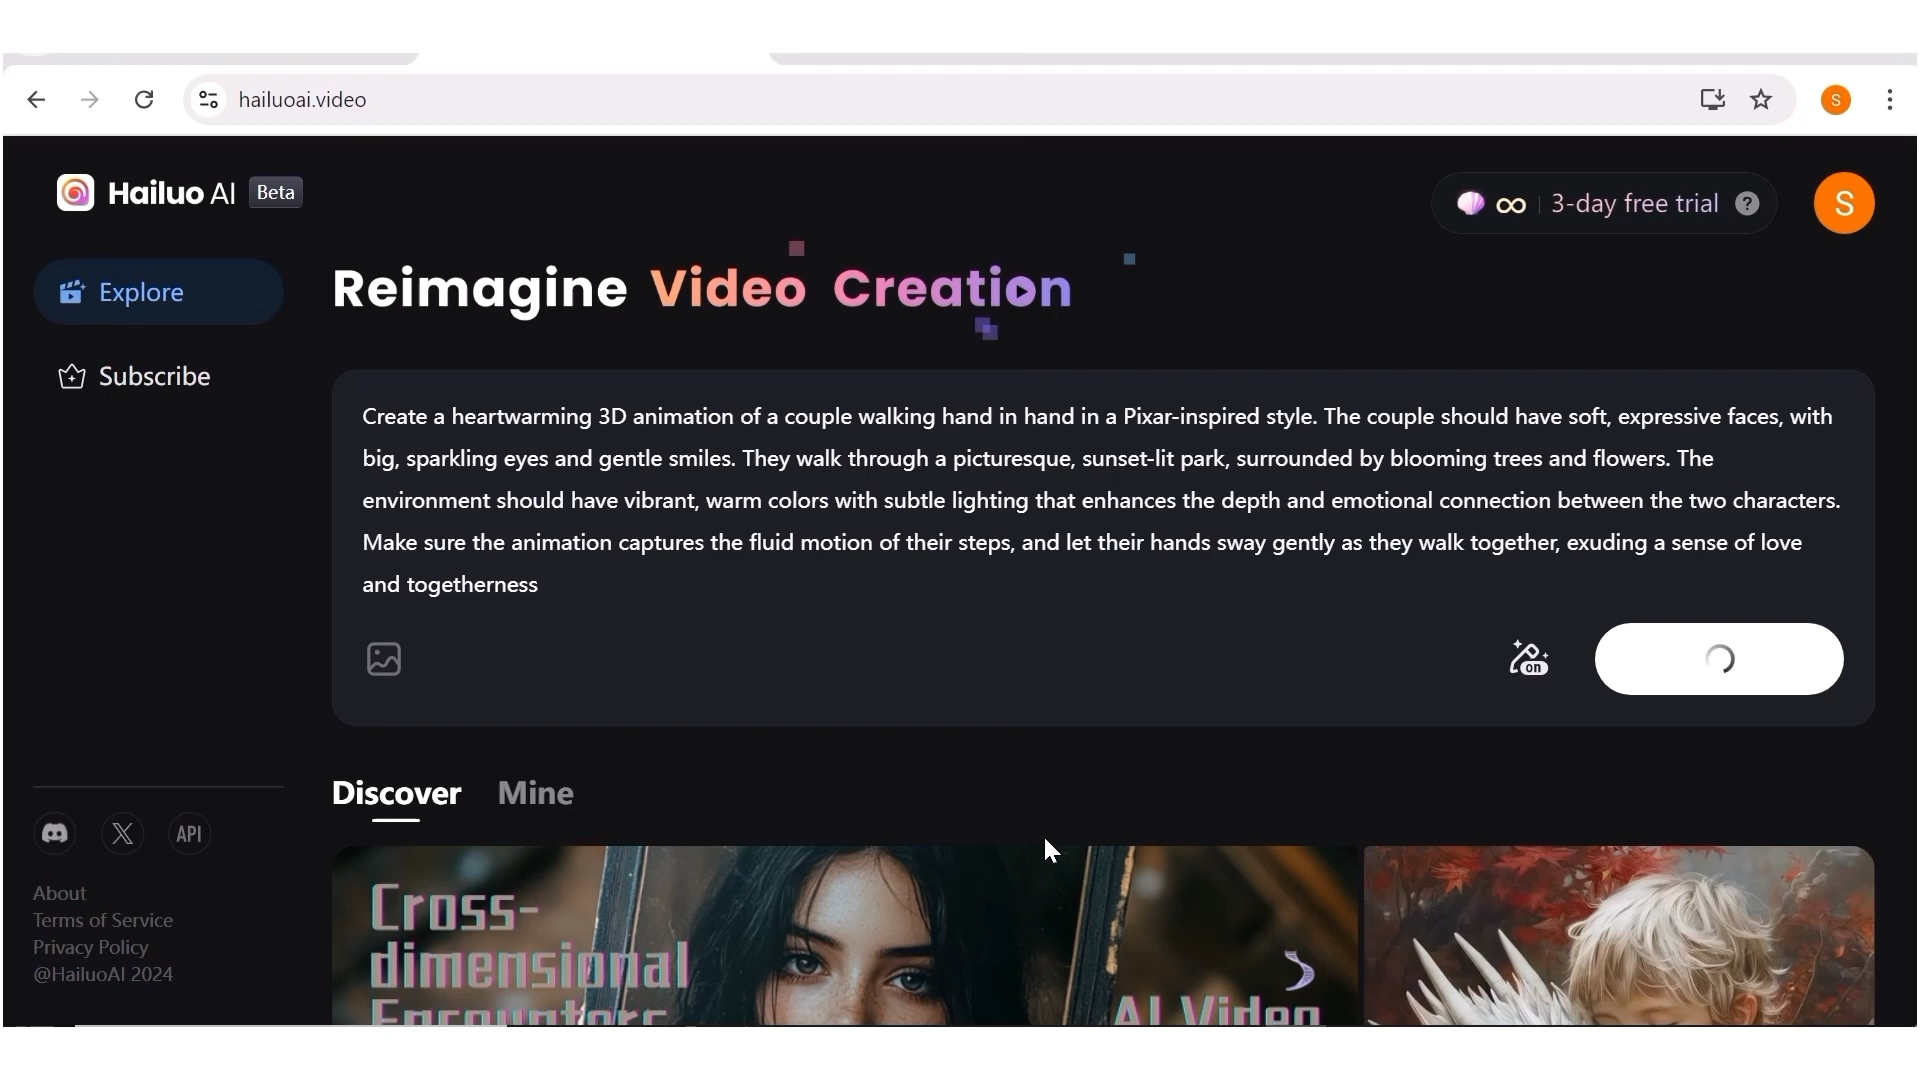 hailuoai.video
S
Hailuo AI Beta
∞ 3-day free trial ?
S
Explore
Subscribe
Reimagine Video Creation
Create a heartwarming 3D animation of a couple walking hand in hand in a Pixar-inspired style. The couple should have soft, expressive faces, with
big, sparkling eyes and gentle smiles. They walk through a picturesque, sunset-lit park, surrounded by blooming trees and flowers. The
environment should have vibrant, warm colors with subtle lighting that enhances the depth and emotional connection between the two characters.
Make sure the animation captures the fluid motion of their steps, and let their hands sway gently as they walk together, exuding a sense of love
and togetherness
on
Discover Mine
API
About
Terms of Service
Privacy Policy
@HailuoAI 2024
Cross-
dimensional
Encounters
AI Video